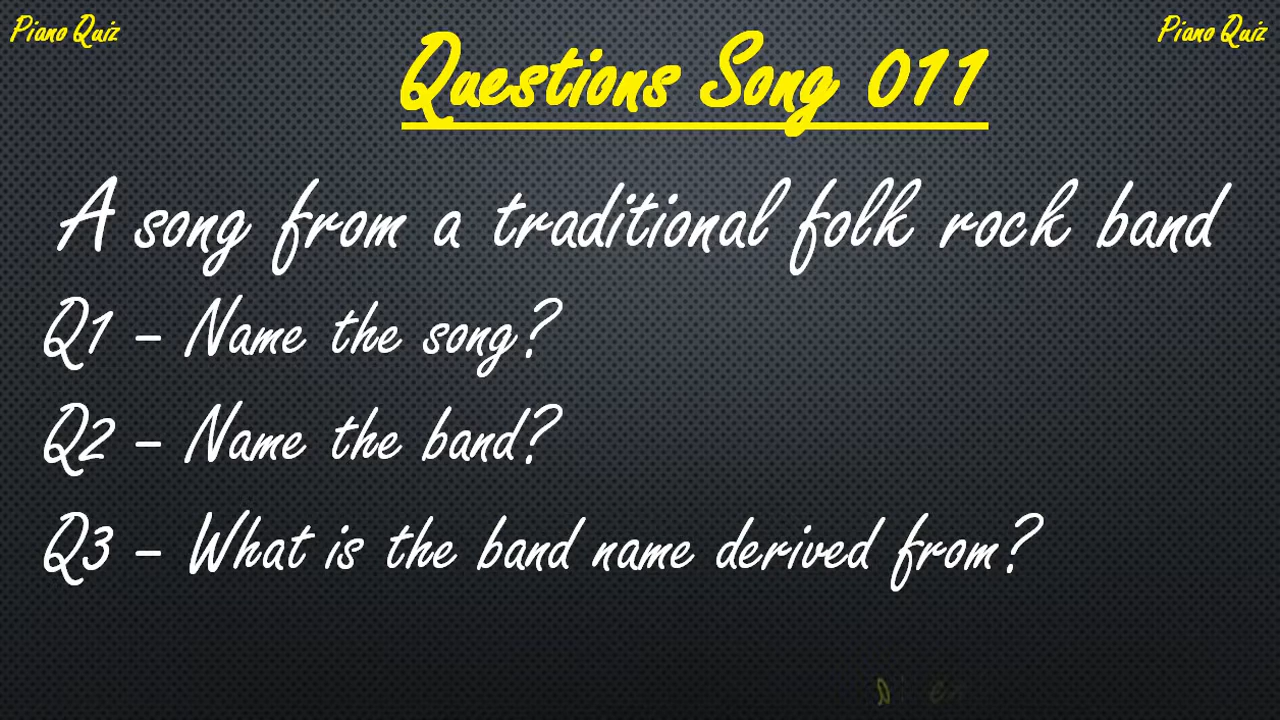 Piano Quiz
Piano Quiz
Questions Song 011
A song from a traditional folk rock band
Q1 – Name the song?
Q2 – Name the band?
Q3 – What is the band name derived from?